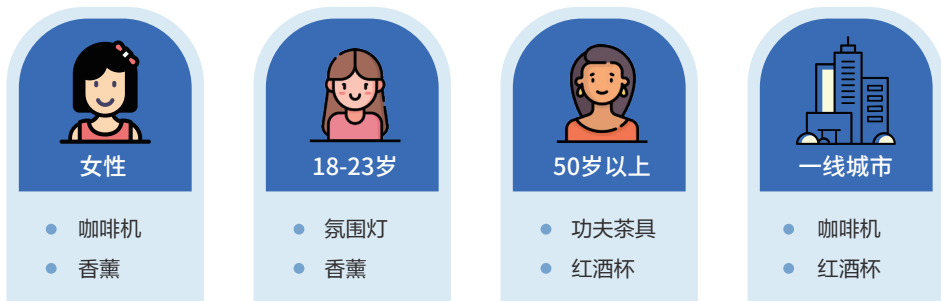 女性
咖啡机
香薰
18-23岁
氛围灯
香薰
50岁以上
功夫茶具
红酒杯
一线城市
咖啡机
红酒杯